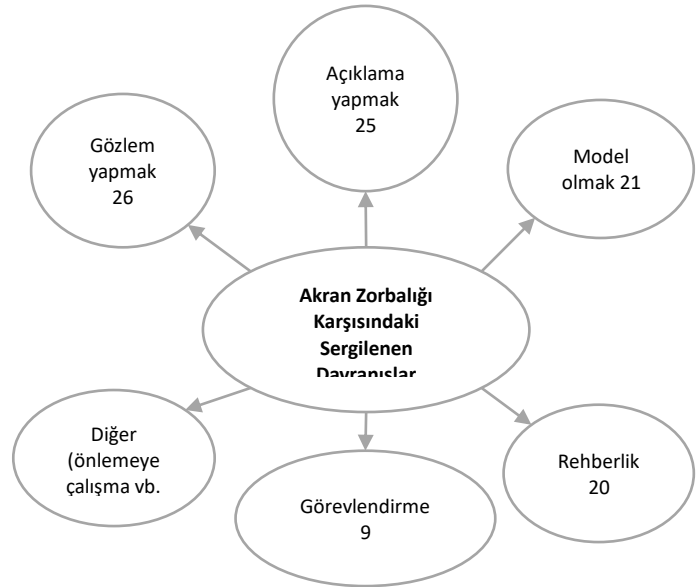 Açıklama
yapmak
25
Gözlem
yapmak
26
Model
olmak 21
Akran Zorbalığı
Karşısındaki
Sergilenen
Davranışlar
Diğer
(önlemeye
çalışma vb.
Rehberlik
20
Görevlendirme
9